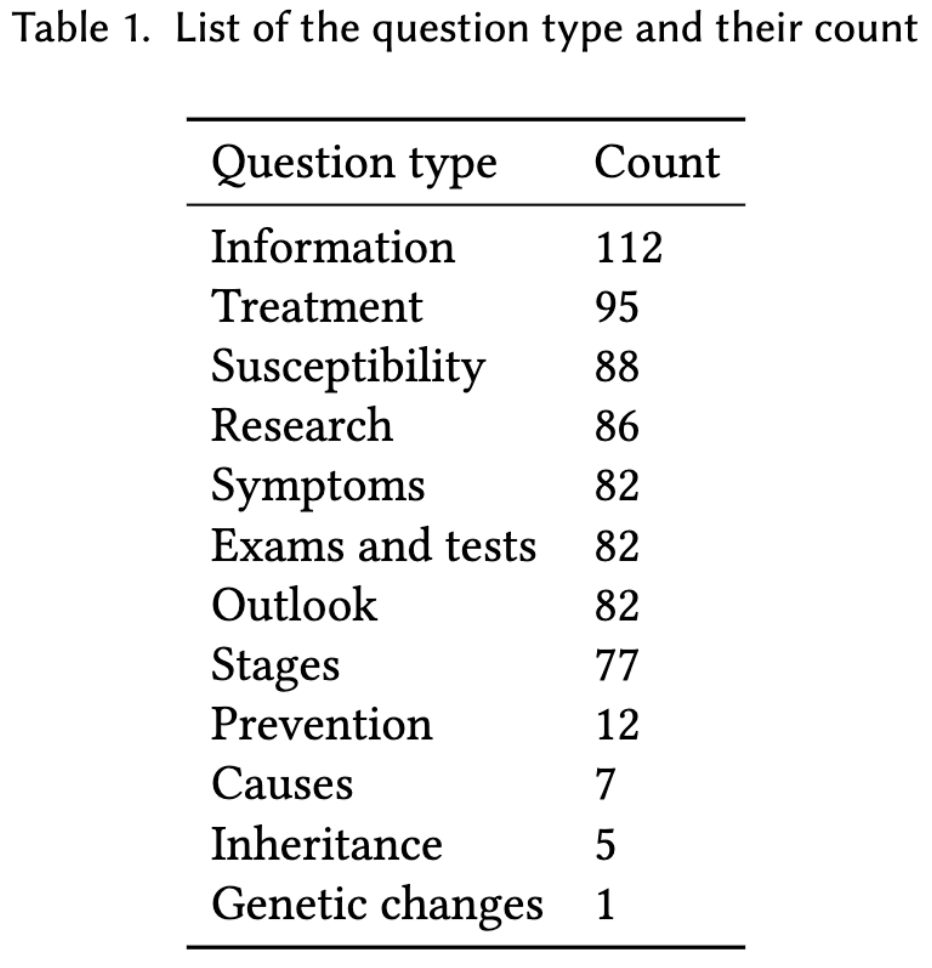 Table 1. List of the question type and their count
Question type Count
Information 112
Treatment 95
Susceptibility 88
Research 86
Symptoms 82
Exams and tests 82
Outlook 82
Stages 77
Prevention 12
Causes 7
Inheritance 5
Genetic changes 1